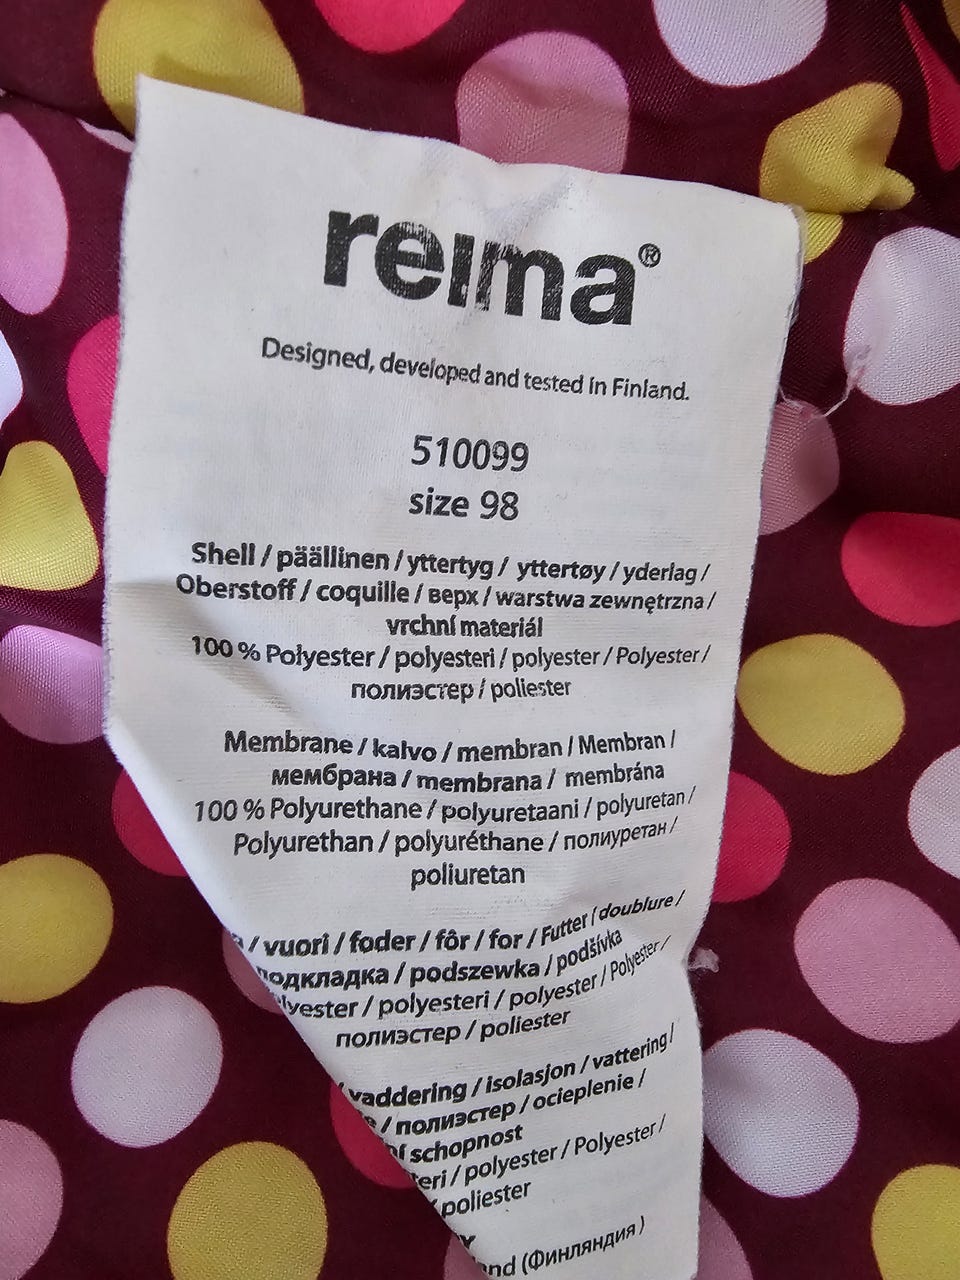 reima®
Designed, developed and tested in Finland.
510099
size 98
Shell / päällinen / yttertyg / yttertøy / yderlag /
Oberstoff / coquille / верх / warstwa zewnętrzna /
vrchní materiál
100 % Polyester / polyesteri / polyester / Polyester /
полиэстер / poliester
Membrane / kalvo / membran / Membran /
мембрана / membrana / membrána
100 % Polyurethane / polyuretaani / polyuretan /
Polyurethan / polyuréthane / полиуретан /
poliuretan
/ vuori / foder / fôr / for / Futter / doublure /
подкладка / podszewka / podšívka
lyester / polyesteri / polyester / Polyester /
полиэстер / poliester
vaddering / isolasjon / vattering /
/ полиэстер / ocieplenie /
schopnost
teri / polyester / Polyester /
/ poliester
and (Финляндия)